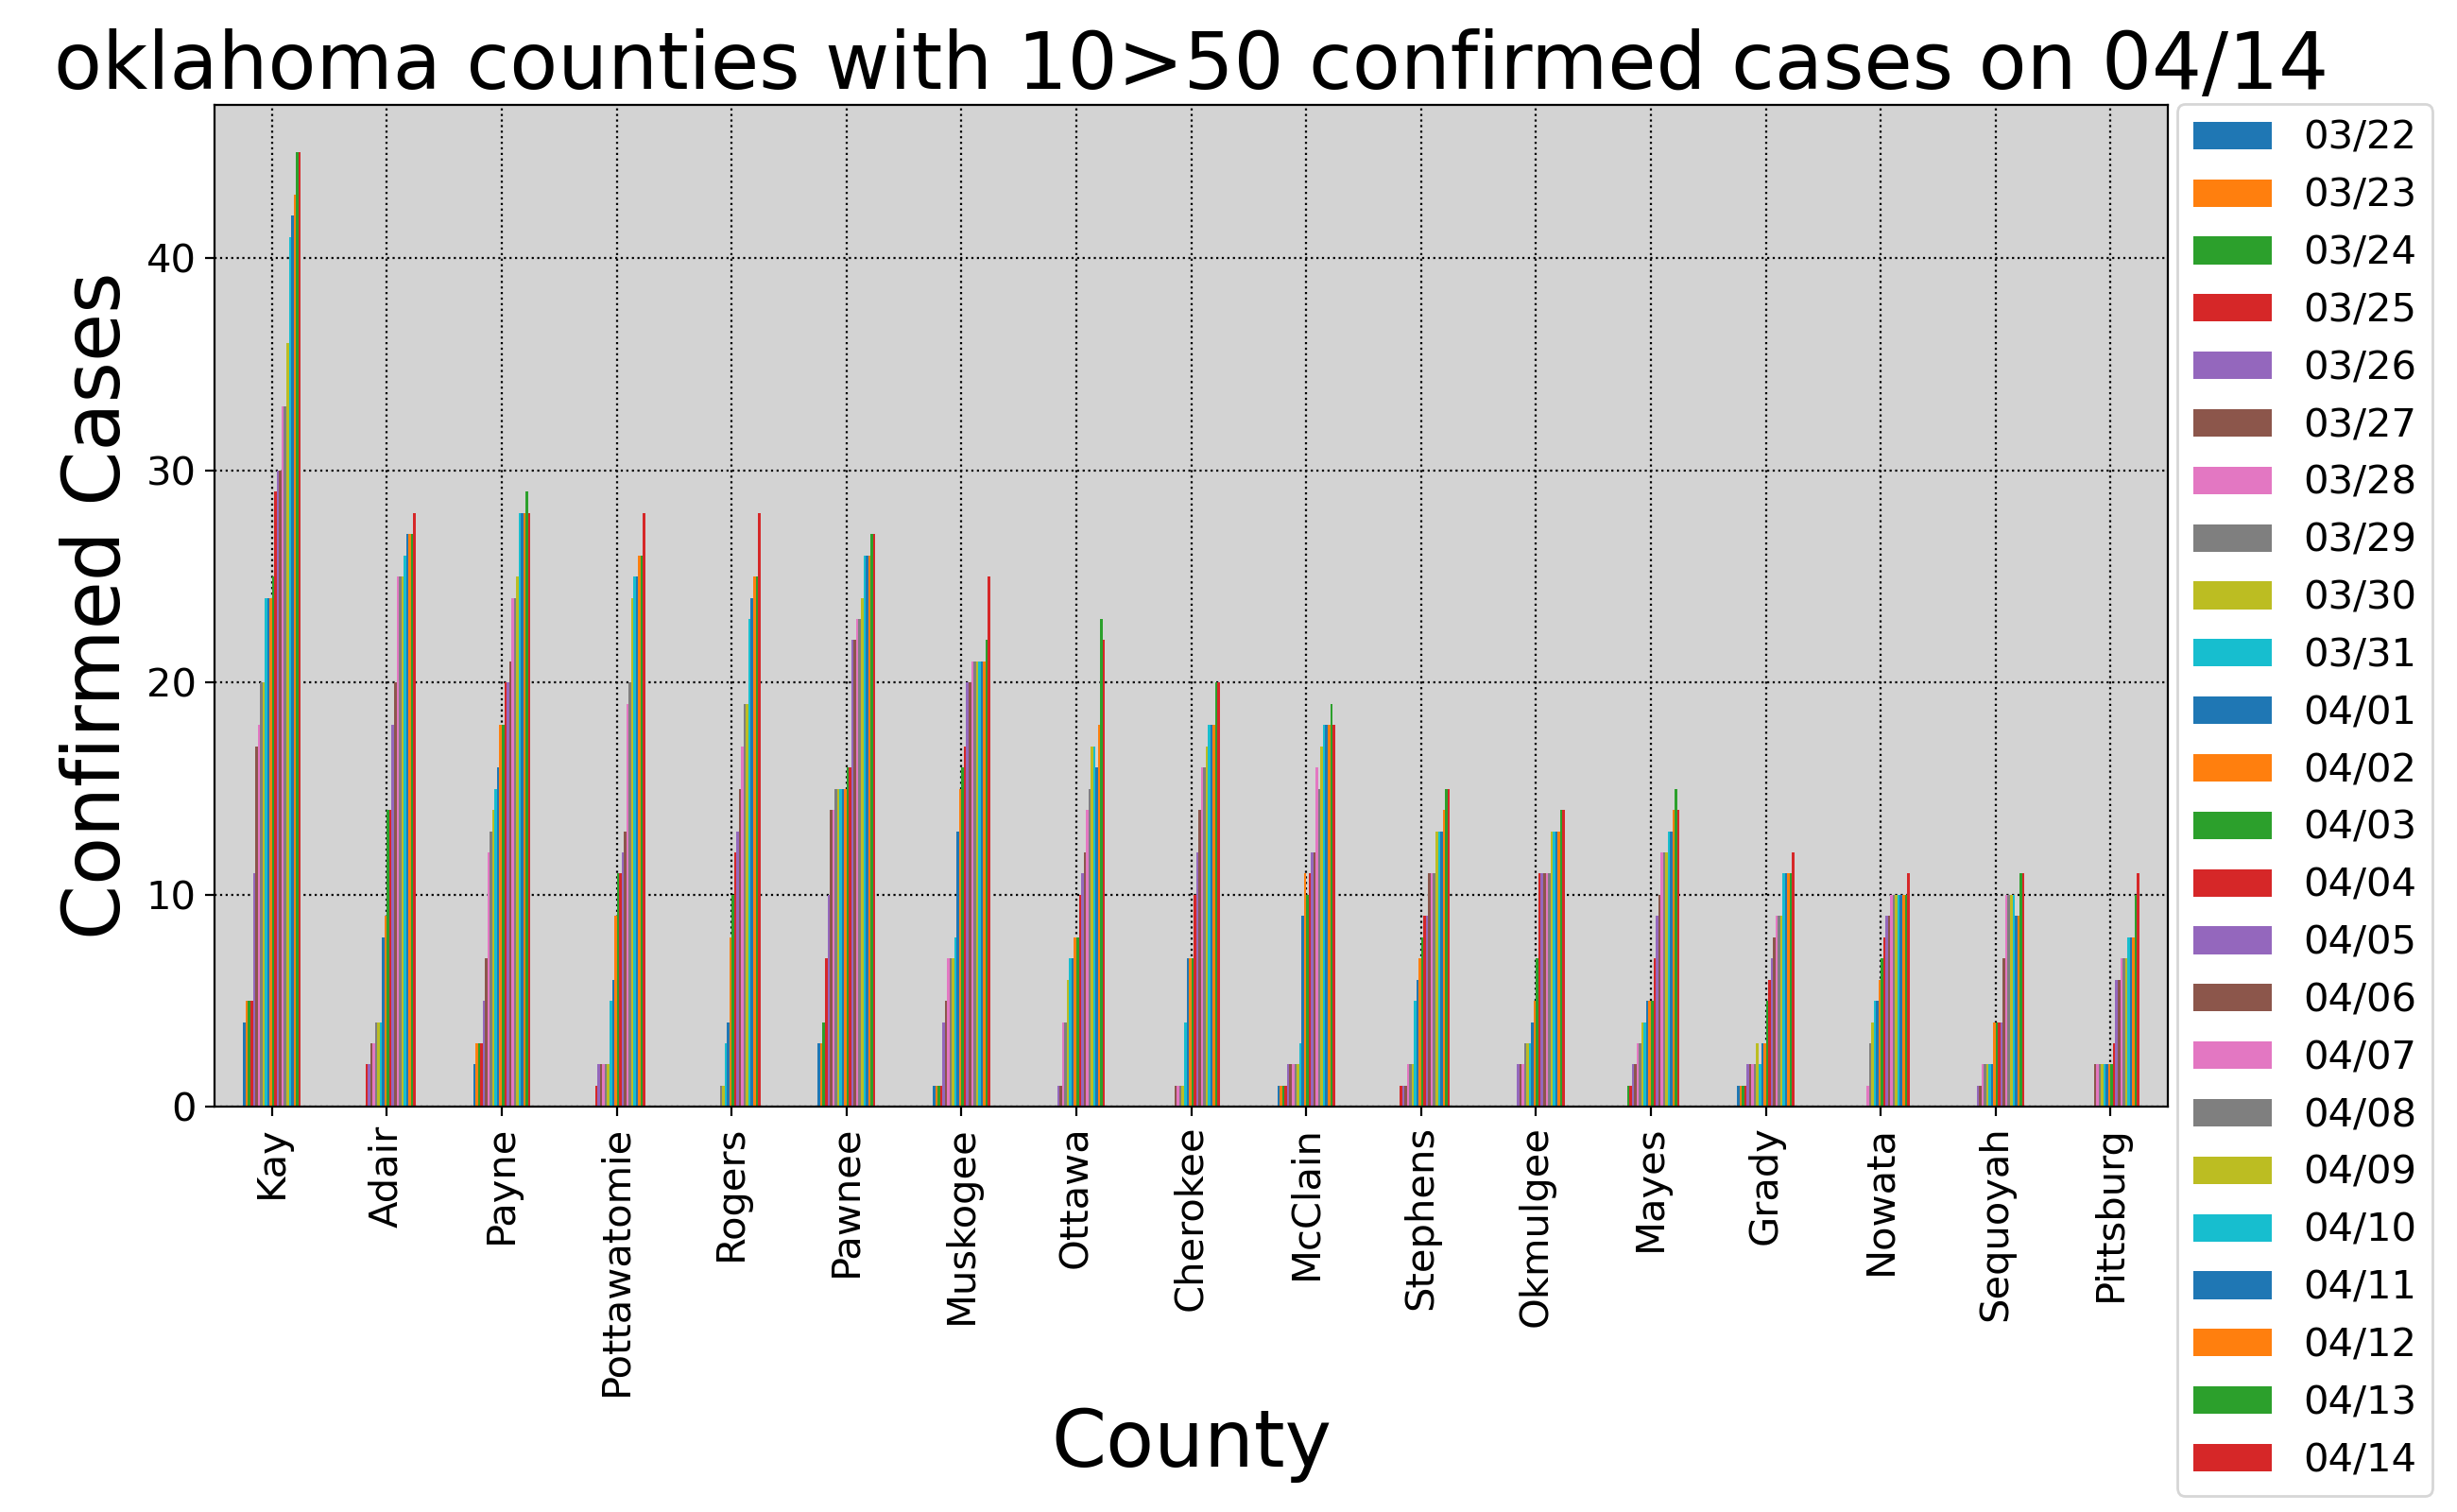 oklahoma counties with 10>50 confirmed cases on 04/14
Confirmed Cases
40
30
20
10
0
Kay
Adair
Payne
Pottawatomie
Rogers
Pawnee
Muskogee
Ottawa
Cherokee
McClain
Stephens
Okmulgee
Mayes
Grady
Nowata
Sequoyah
Pittsburg
County
03/22
03/23
03/24
03/25
03/26
03/27
03/28
03/29
03/30
03/31
04/01
04/02
04/03
04/04
04/05
04/06
04/07
04/08
04/09
04/10
04/11
04/12
04/13
04/14